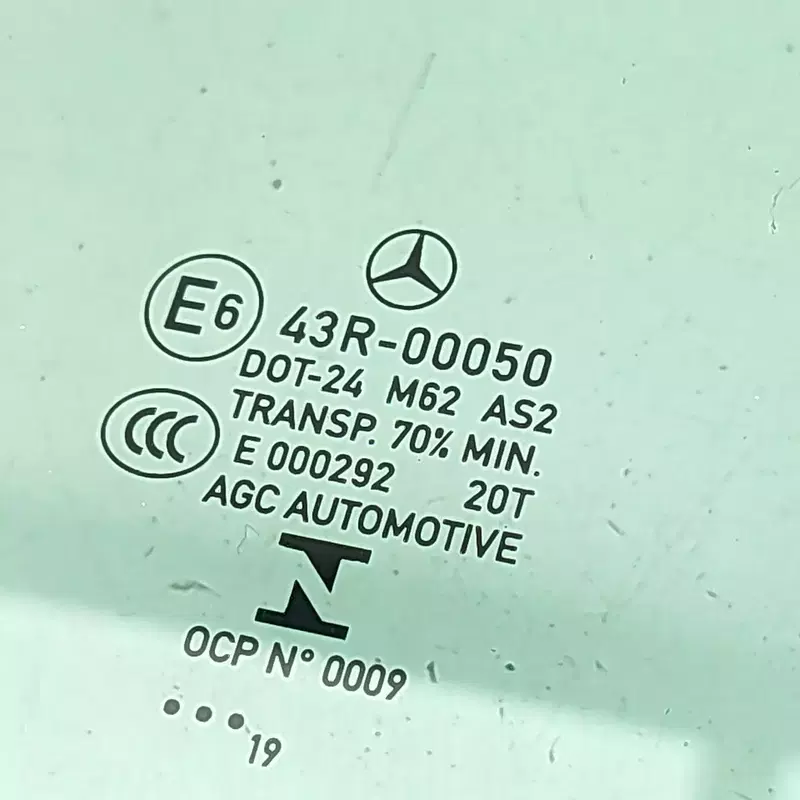 E6 43R-00050
DOT-24 M62 AS2
TRANSP. 70% MIN.
CCC E 000292 20T
AGC AUTOMOTIVE
OCP N° 0009
••• 19